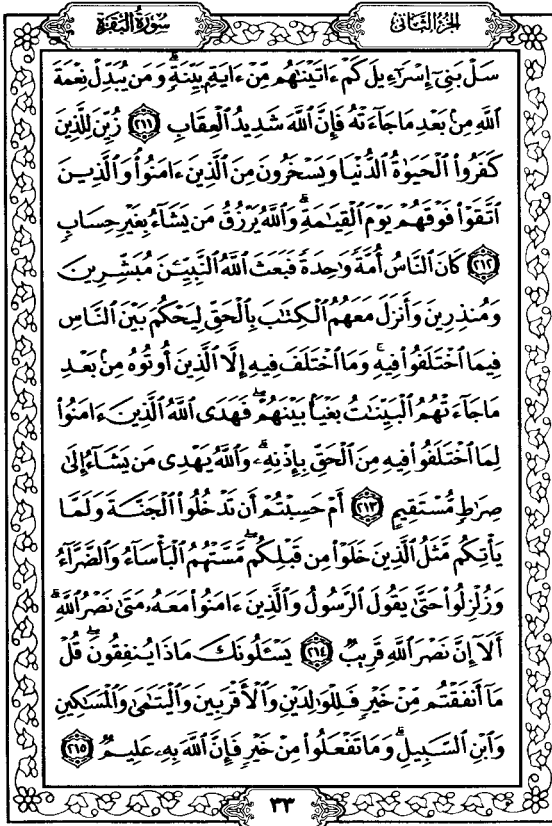 الجزء الثاني
سورة البقرة
سَلْ بَنِىٓ إِسْرَٰٓءِيلَ كَمْ ءَاتَيْنَٰهُم مِّنْ ءَايَةٍۭ بَيِّنَةٍۢ ۗ وَمَن يُبَدِّلْ نِعْمَةَ
ٱللَّهِ مِنۢ بَعْدِ مَا جَآءَتْهُ فَإِنَّ ٱللَّهَ شَدِيدُ ٱلْعِقَابِ ٢١١ زُيِّنَ لِلَّذِينَ
كَفَرُوا۟ ٱلْحَيَوٰةُ ٱلدُّنْيَا وَيَسْخَرُونَ مِنَ ٱلَّذِينَ ءَامَنُوا۟ ۘ وَٱلَّذِينَ
ٱتَّقَوْا۟ فَوْقَهُمْ يَوْمَ ٱلْقِيَٰمَةِ ۗ وَٱللَّهُ يَرْزُقُ مَن يَشَآءُ بِغَيْرِ حِسَابٍۢ
٢١٢ كَانَ ٱلنَّاسُ أُمَّةًۭ وَٰحِدَةًۭ فَبَعَثَ ٱللَّهُ ٱلنَّبِيِّۦنَ مُبَشِّرِينَ
وَمُنذِرِينَ وَأَنزَلَ مَعَهُمُ ٱلْكِتَٰبَ بِٱلْحَقِّ لِيَحْكُمَ بَيْنَ ٱلنَّاسِ
فِيمَا ٱخْتَلَفُوا۟ فِيهِ ۚ وَمَا ٱخْتَلَفَ فِيهِ إِلَّا ٱلَّذِينَ أُوتُوهُ مِنۢ بَعْدِ
مَا جَآءَتْهُمُ ٱلْبَيِّنَٰتُ بَغْيًۢا بَيْنَهُمْ ۖ فَهَدَى ٱللَّهُ ٱلَّذِينَ ءَامَنُوا۟
لِمَا ٱخْتَلَفُوا۟ فِيهِ مِنَ ٱلْحَقِّ بِإِذْنِهِۦ ۗ وَٱللَّهُ يَهْدِى مَن يَشَآءُ إِلَىٰ
صِرَٰطٍۢ مُّسْتَقِيمٍ ٢١٣ أَمْ حَسِبْتُمْ أَن تَدْخُلُوا۟ ٱلْجَنَّةَ وَلَمَّا
يَأْتِكُم مَّثَلُ ٱلَّذِينَ خَلَوْا۟ مِن قَبْلِكُم ۖ مَّسَّتْهُمُ ٱلْبَأْسَآءُ وَٱلضَّرَّآءُ
وَزُلْزِلُوا۟ حَتَّىٰ يَقُولَ ٱلرَّسُولُ وَٱلَّذِينَ ءَامَنُوا۟ مَعَهُۥ مَتَىٰ نَصْرُ ٱللَّهِ ۗ
أَلَآ إِنَّ نَصْرَ ٱللَّهِ قَرِيبٌۭ ٢١٤ يَسْـَٔلُونَكَ مَاذَا يُنفِقُونَ ۖ قُلْ
مَآ أَنفَقْتُم مِّنْ خَيْرٍۢ فَلِلْوَٰلِدَيْنِ وَٱلْأَقْرَبِينَ وَٱلْيَتَٰمَىٰ وَٱلْمَسَٰكِينِ
وَٱبْنِ ٱلسَّبِيلِ ۗ وَمَا تَفْعَلُوا۟ مِنْ خَيْرٍۢ فَإِنَّ ٱللَّهَ بِهِۦ عَلِيمٌۭ ٢١٥
٣٣